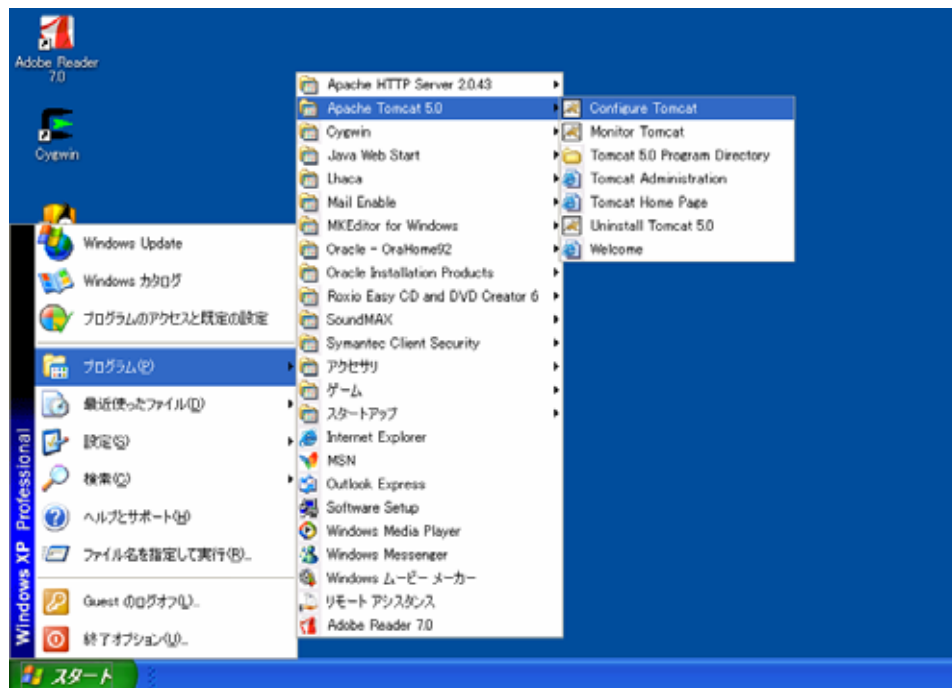 Adobe Reader
7.0
Cygwin
Windows Update
Windows カタログ
プログラムのアクセスと既定の設定
プログラム(P)
最近使ったファイル(D)
設定(S)
検索(C)
ヘルプとサポート(H)
ファイル名を指定して実行(R)...
Guest のログオフ(L)...
終了オプション(U)...
Windows XP Professional
スタート
Apache HTTP Server 2.0.43
Apache Tomcat 5.0
Cygwin
Java Web Start
Lhaca
Mail Enable
MKEditor for Windows
Oracle - OraHome92
Oracle Installation Products
Roxio Easy CD and DVD Creator 6
SoundMAX
Symantec Client Security
アクセサリ
ゲーム
スタートアップ
Internet Explorer
MSN
Outlook Express
Software Setup
Windows Media Player
Windows Messenger
Windows ムービー メーカー
リモート アシスタンス
Adobe Reader 7.0
Configure Tomcat
Monitor Tomcat
Tomcat 5.0 Program Directory
Tomcat Administration
Tomcat Home Page
Uninstall Tomcat 5.0
Welcome